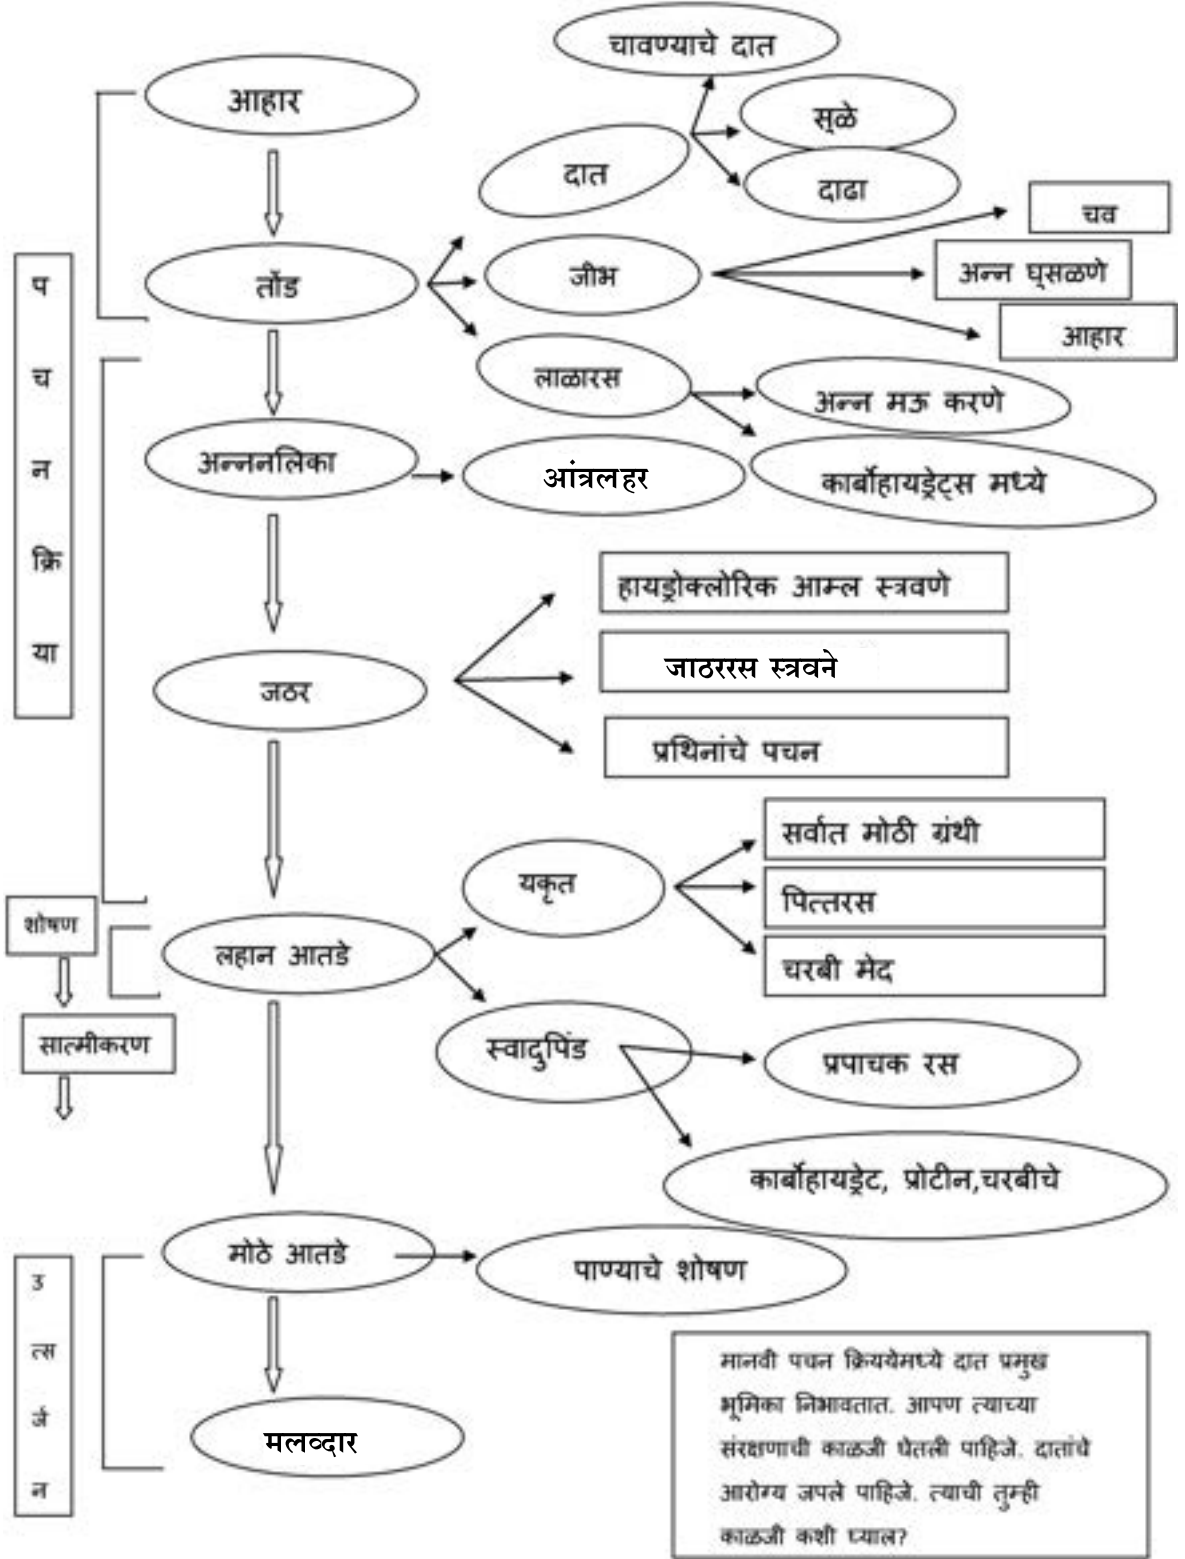 चावण्याचे दात
आहार
सूळे
दात
दाढा
चव
तोंड
जीभ
अन्न घुसळणे
आहार
लाळारस
अन्न मऊ करणे
अन्ननलिका
आंत्रलहर
कार्बोहायड्रेट्स मध्ये
प
च
न
क्रि
या
हायड्रोक्लोरिक आम्ल स्त्रवणे
जठर
जाठररस स्त्रवने
प्रथिनांचे पचन
सर्वात मोठी ग्रंथी
यकृत
पित्तरस
शोषण
लहान आतडे
चरबी मेद
सात्मीकरण
स्वादुपिंड
प्रपाचक रस
कार्बोहायड्रेट, प्रोटीन,चरबीचे
मोठे आतडे
पाण्याचे शोषण
उ
त्स
र्ज
न
मलव्दार
मानवी पचन क्रिययेमध्ये दात प्रमुख
भूमिका निभावतात. आपण त्याच्या
संरक्षणाची काळजी घेतली पाहिजे. दातांचे
आरोग्य जपले पाहिजे. त्याची तुम्ही
काळजी कशी घ्याल?